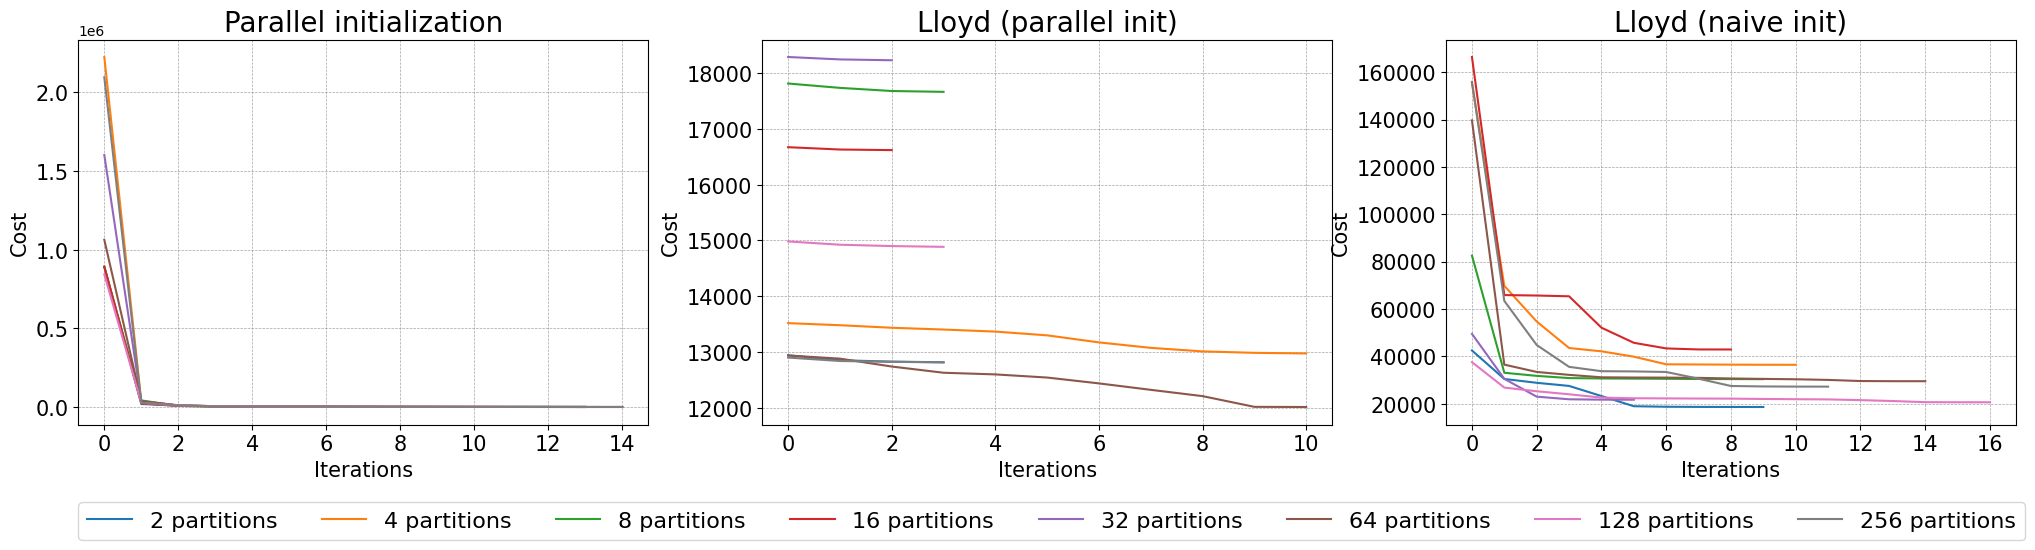 Parallel initialization
1e6
2.0
1.5
1.0
0.5
0.0
Cost
0 2 4 6 8 10 12 14
Iterations
Lloyd (parallel init)
18000
17000
16000
15000
14000
13000
12000
Cost
0 2 4 6 8 10
Iterations
Lloyd (naive init)
160000
140000
120000
100000
80000
60000
40000
20000
Cost
0 2 4 6 8 10 12 14 16
Iterations
2 partitions 4 partitions 8 partitions 16 partitions 32 partitions 64 partitions 128 partitions 256 partitions